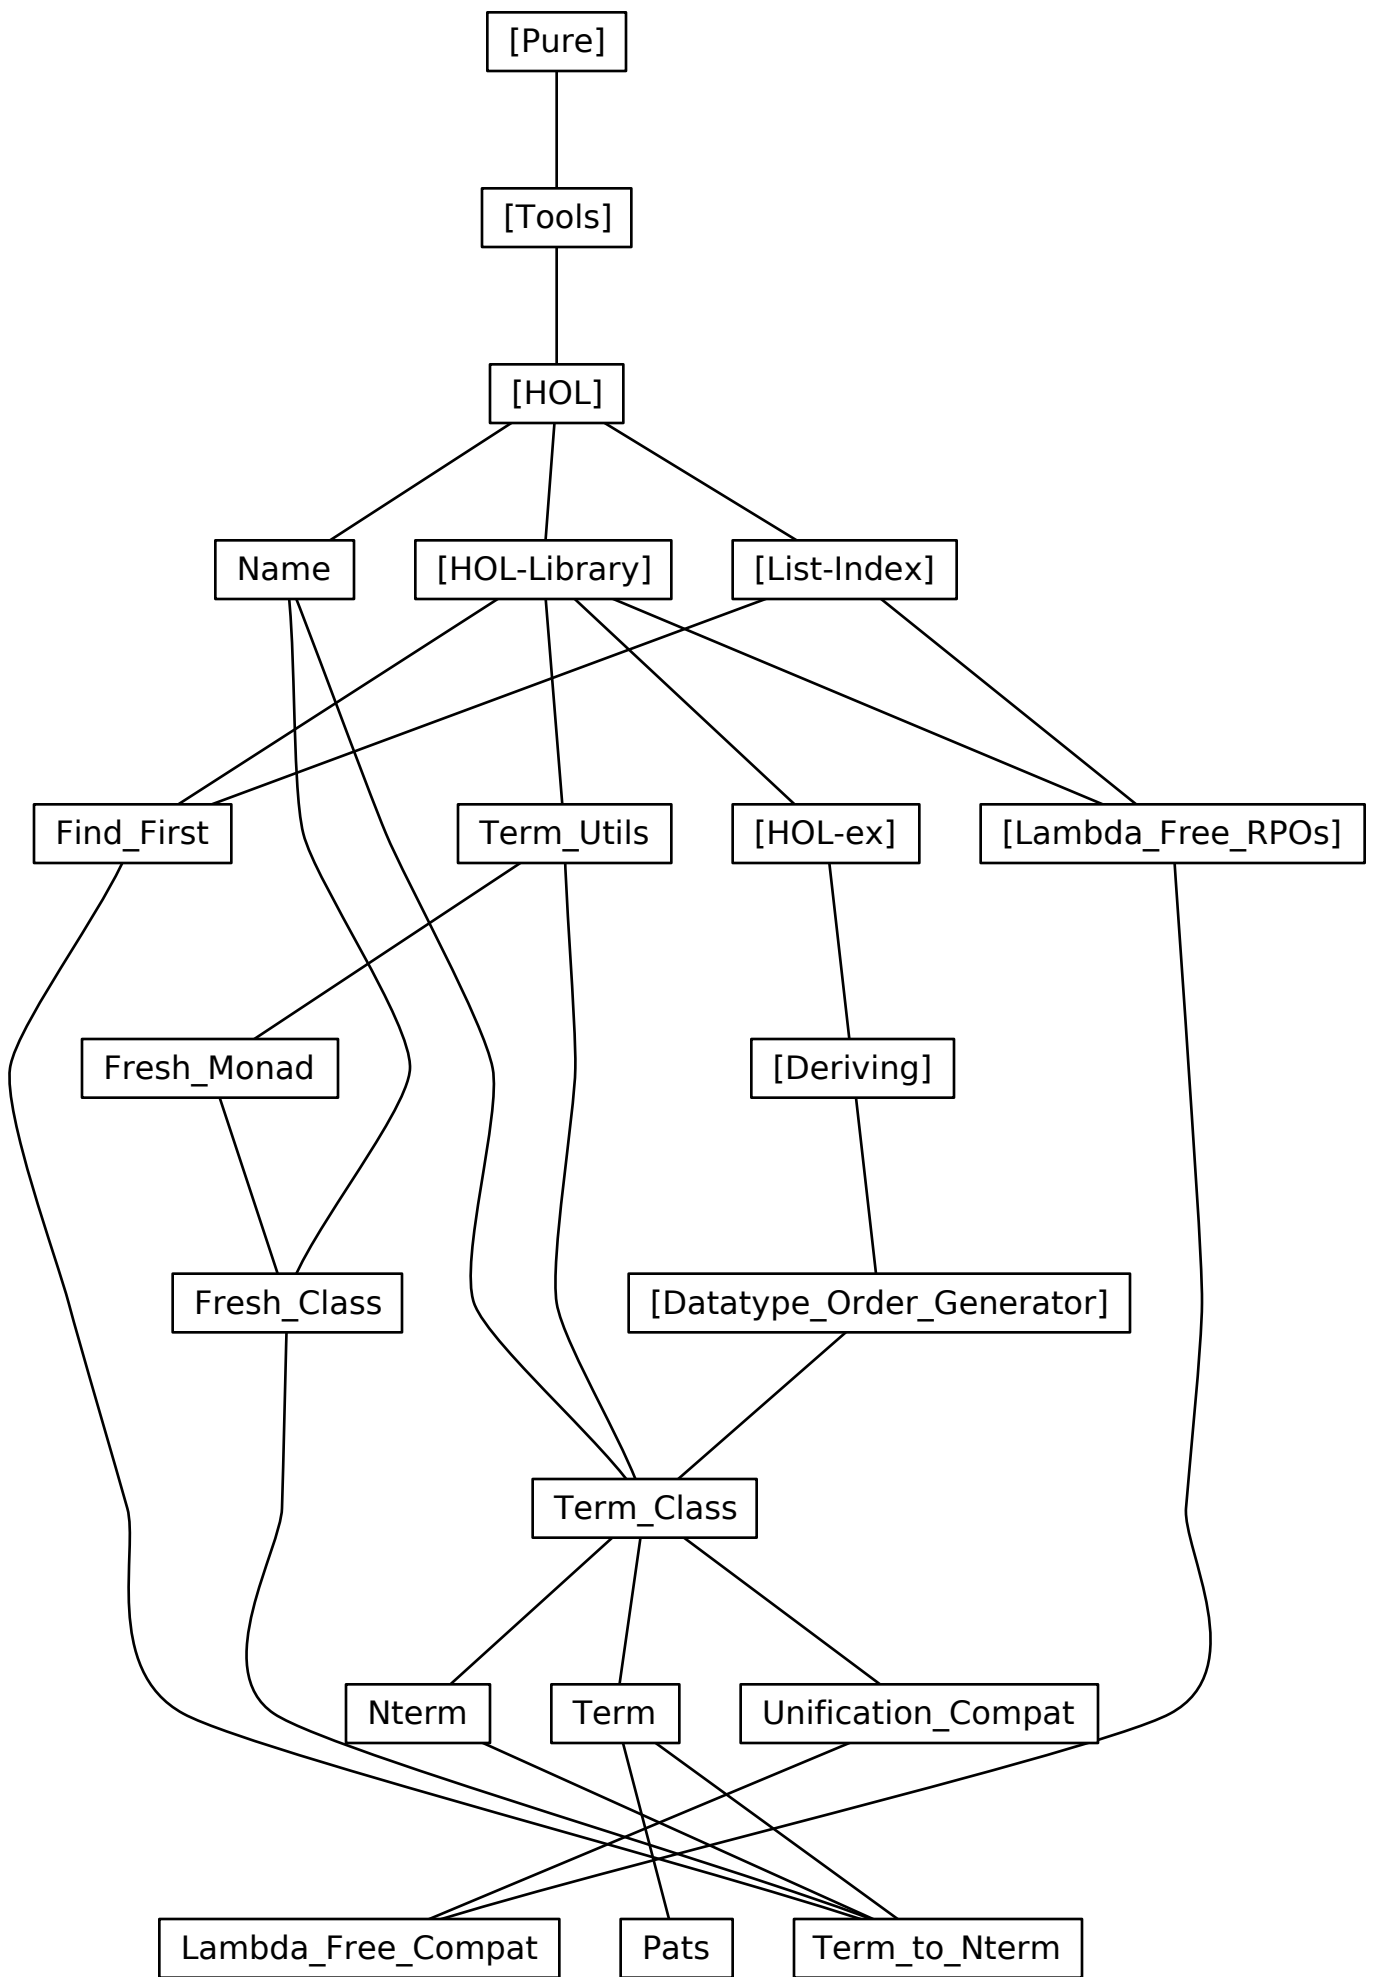 [Pure]
[Tools]
[HOL]
Name
[HOL-Library]
[List-Index]
Find_First
Term_Utils
[HOL-ex]
[Lambda_Free_RPOs]
Fresh_Monad
[Deriving]
Fresh_Class
[Datatype_Order_Generator]
Term_Class
Nterm
Term
Unification_Compat
Lambda_Free_Compat
Pats
Term_to_Nterm